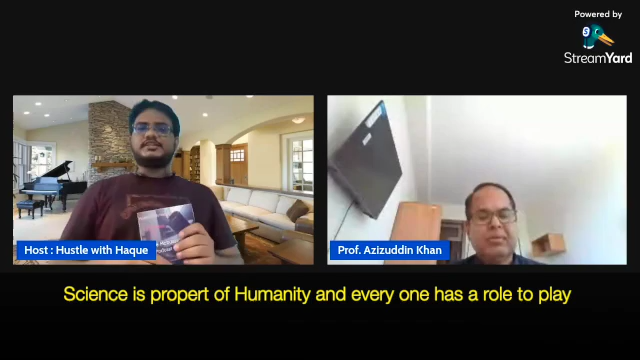 Powered by
StreamYard
Host : Hustle with Haque
Prof. Azizuddin Khan
Science is propert of Humanity and every one has a role to play